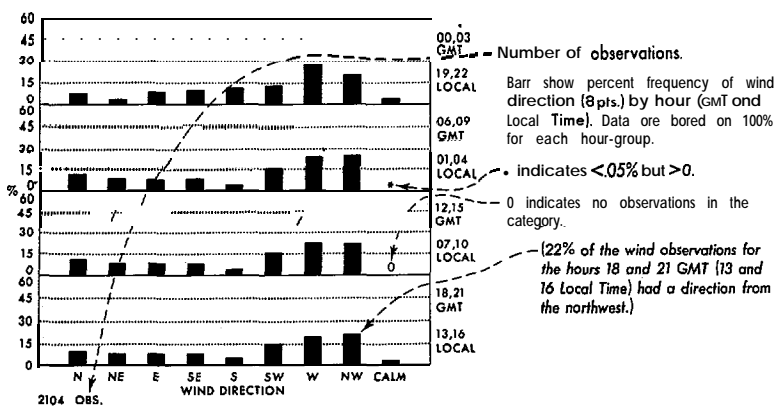 60
45
30
15
0
60
45
30
15
0
%
60
45
30
15
0
60
45
30
15
0
00,03
GMT
19,22
LOCAL
06,09
GMT
01,04
LOCAL
12,15
GMT
07,10
LOCAL
18,21
GMT
13,16
LOCAL
*
0
N NE E SE S SW W NW CALM
WIND DIRECTION
2104 OBS.
Number of observations.
Barr show percent frequency of wind
direction (8 pts.) by hour (GMT ond
Local Time). Data ore bored on 100%
for each hour-group.
• indicates <.05% but >0.
0 indicates no observations in the
category.
(22% of the wind observations for
the hours 18 and 21 GMT (13 and
16 Local Time) had a direction from
the northwest.)